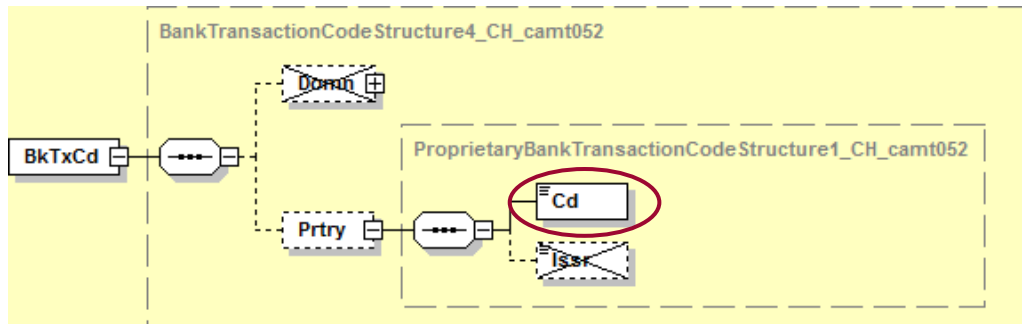 BankTransactionCodeStructure4_CH_camt052
Domn
BkTxCd
ProprietaryBankTransactionCodeStructure1_CH_camt052
Cd
Prtry
Issr